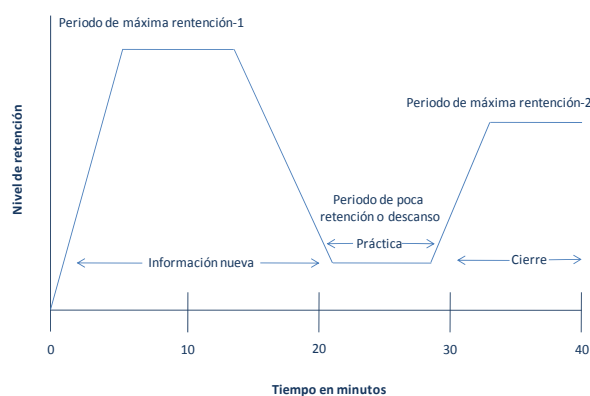 Periodo de máxima rentención-1
Periodo de máxima rentención-2
Nivel de retención
Periodo de poca
retención o descanso
Práctica
Información nueva
Cierre
0
10
20
30
40
Tiempo en minutos